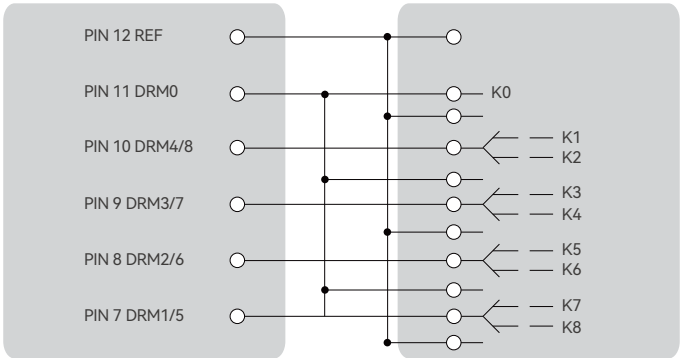 PIN 12 REF
PIN 11 DRM0
K0
PIN 10 DRM4/8
K1
K2
PIN 9 DRM3/7
K3
K4
PIN 8 DRM2/6
K5
K6
PIN 7 DRM1/5
K7
K8